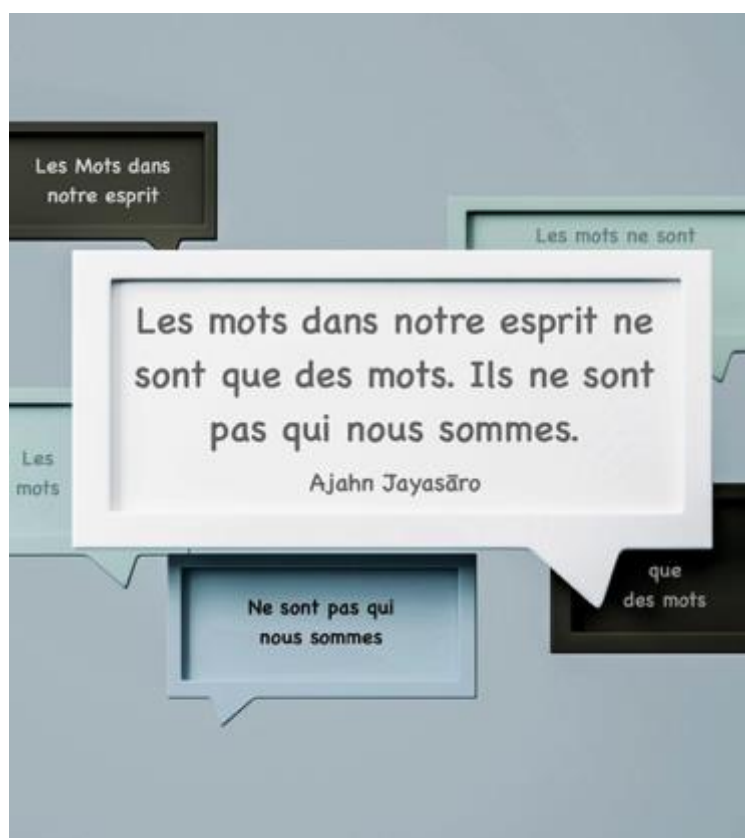 Les Mots dans
notre esprit
Les mots ne sont
Les mots dans notre esprit ne
sont que des mots. Ils ne sont
pas qui nous sommes.
Ajahn Jayasāro
Les
mots
que
des mots
Ne sont pas qui
nous sommes